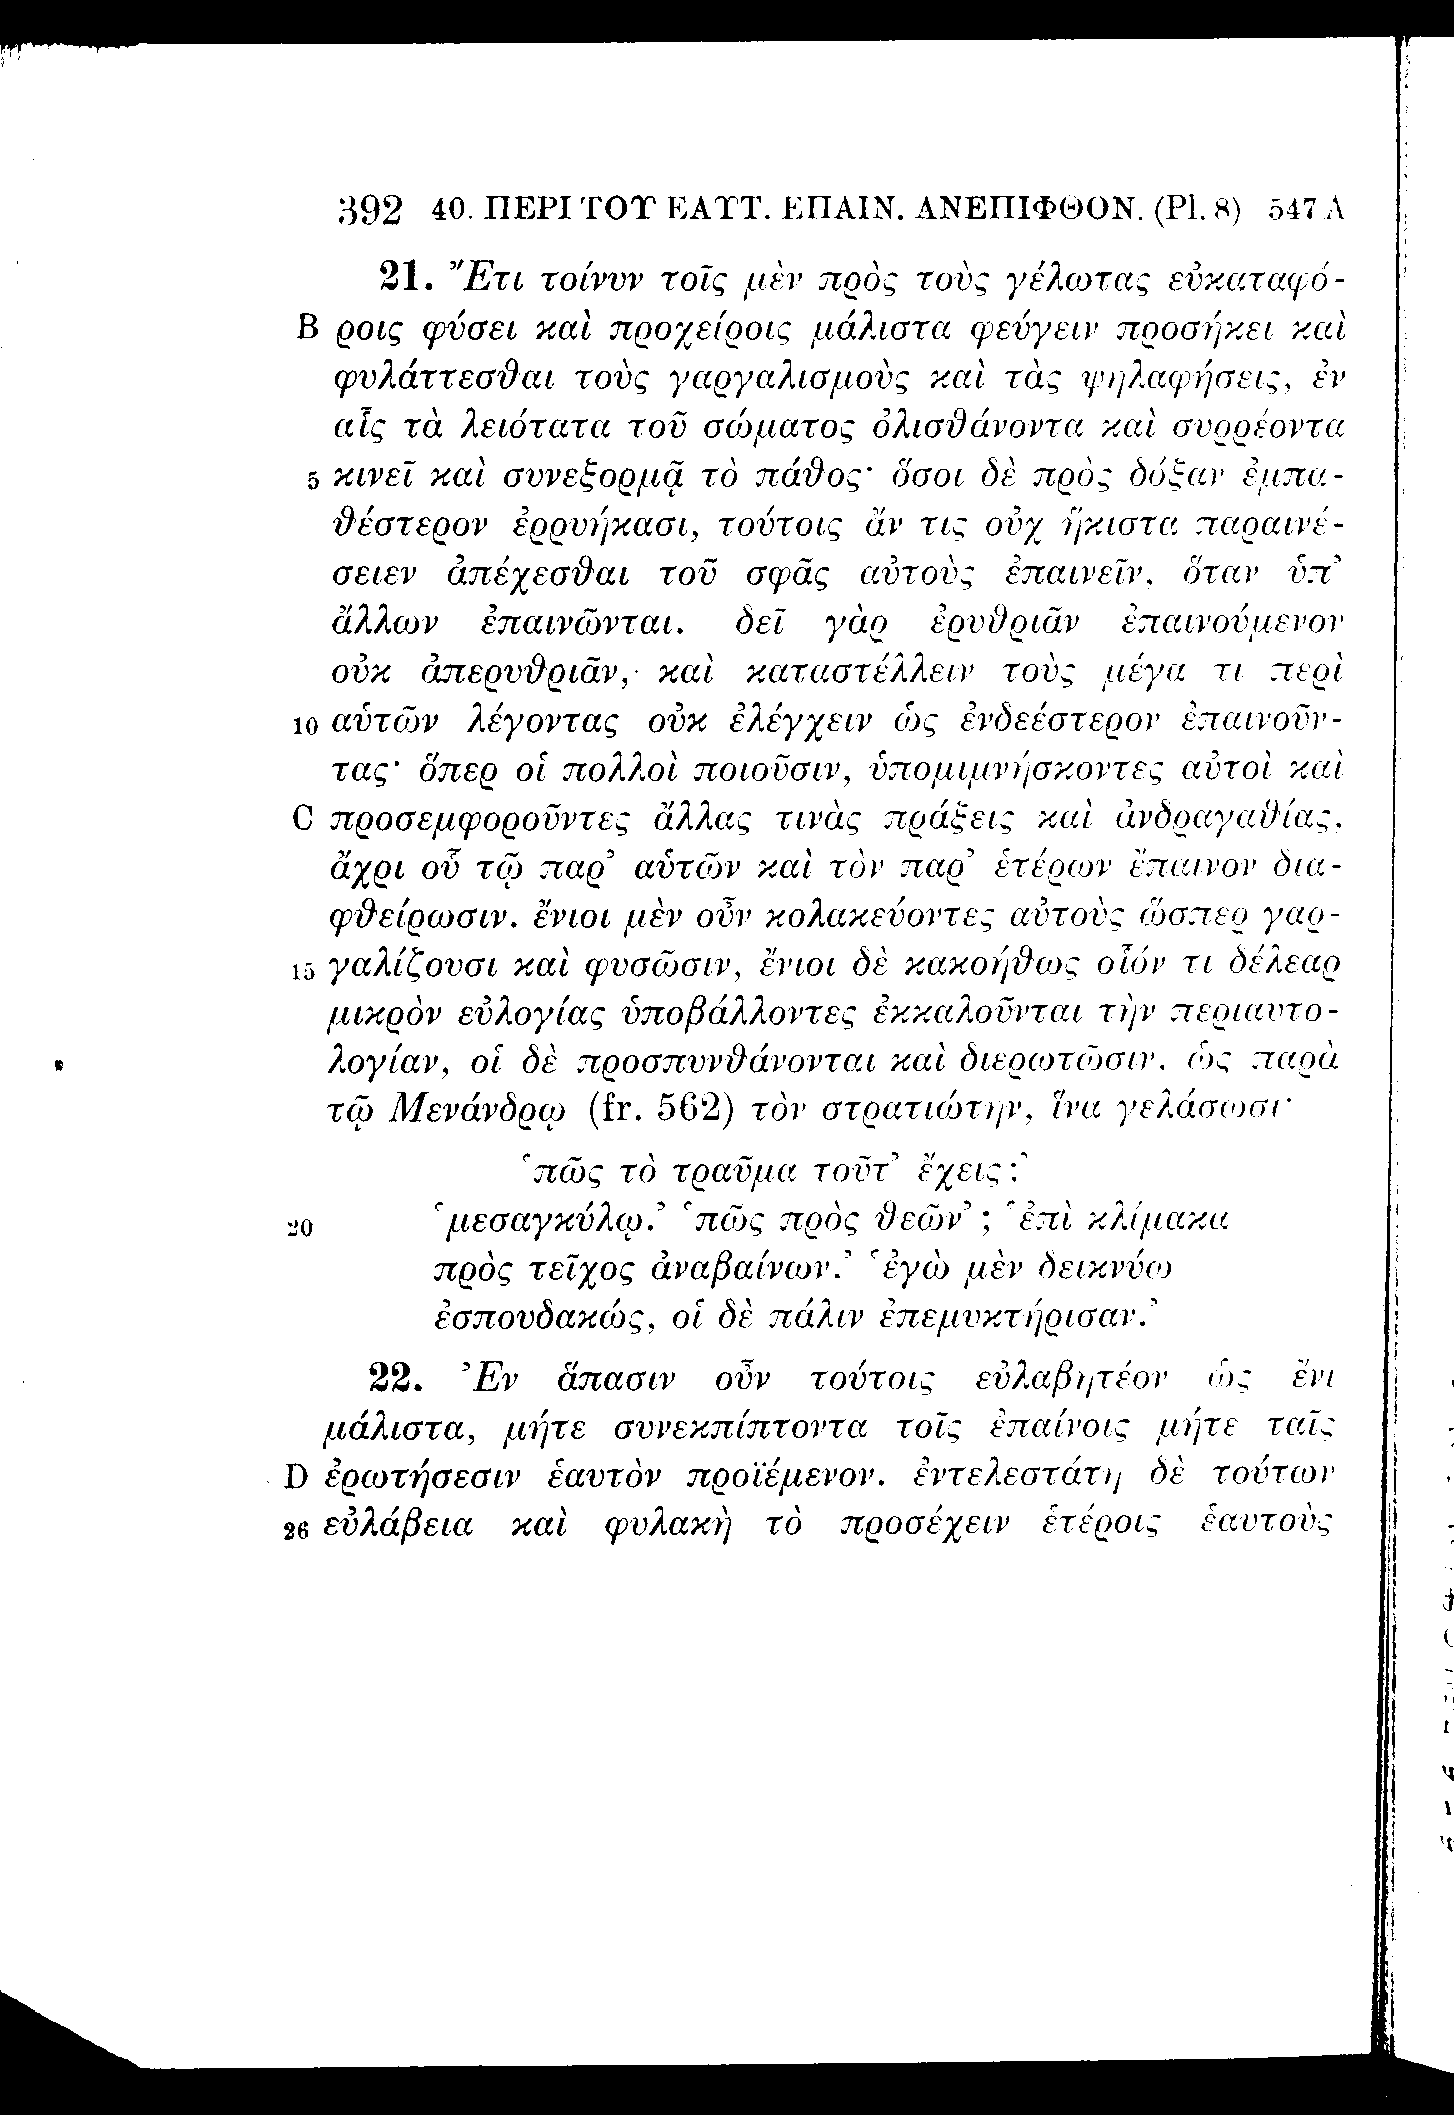 392 40. ΠΕΡΙ ΤΟΥ ΕΑΥΤ. ΕΠΑΙΝ. ΑΝΕΠΙΦΘΟΝ. (Pl. 8) 547 A
21. Ἔτι τοίνυν τοῖς μὲν πρὸς τοὺς γέλωτας εὐκαταφό-
B ροις φύσει καὶ προχείροις μάλιστα φεύγειν προσήκει καὶ
φυλάττεσθαι τοὺς γαργαλισμοὺς καὶ τὰς ψηλαφήσεις, ἐν
αἷς τὰ λειότατα τοῦ σώματος ὀλισθάνοντα καὶ συρρέοντα
5 κινεῖ καὶ συνεξορμᾷ τὸ πάθος· ὅσοι δὲ πρὸς δόξαν ἐμπα-
θέστερον ἐρρυήκασι, τούτοις ἄν τις οὐχ ἥκιστα παραινέ-
σειεν ἀπέχεσθαι τοῦ σφᾶς αὐτοὺς ἐπαινεῖν, ὅταν ὑπ’
ἄλλων ἐπαινῶνται. δεῖ γὰρ ἐρυθριᾶν ἐπαινούμενον
οὐκ ἀπερυθριᾶν, καὶ καταστέλλειν τοὺς μέγα τι περὶ
10 αὑτῶν λέγοντας οὐκ ἐλέγχειν ὡς ἐνδεέστερον ἐπαινοῦν-
τας· ὅπερ οἱ πολλοὶ ποιοῦσιν, ὑπομιμνήσκοντες αὐτοὶ καὶ
C προσεμφοροῦντες ἄλλας τινὰς πράξεις καὶ ἀνδραγαθίας,
ἄχρι οὗ τῷ παρ’ αὑτῶν καὶ τὸν παρ’ ἑτέρων ἔπαινον δια-
φθείρωσιν. ἔνιοι μὲν οὖν κολακεύοντες αὐτοὺς ὥσπερ γαρ-
15 γαλίζουσι καὶ φυσῶσιν, ἔνιοι δὲ κακοήθως οἷόν τι δέλεαρ
μικρὸν εὐλογίας ὑποβάλλοντες ἐκκαλοῦνται τὴν περιαυτο-
λογίαν, οἱ δὲ προσπυνθάνονται καὶ διερωτῶσιν, ὡς παρὰ
τῷ Μενάνδρῳ (fr. 562) τὸν στρατιώτην, ἵνα γελάσωσι·
‘πῶς τὸ τραῦμα τοῦτ’ ἔχεις;’
20 ‘μεσαγκύλῳ.’ ‘πῶς πρὸς θεῶν’; ‘ἐπὶ κλίμακα
πρὸς τεῖχος ἀναβαίνων.’ ‘ἐγὼ μὲν δεικνύω
ἐσπουδακώς, οἱ δὲ πάλιν ἐπεμυκτήρισαν.’
22. Ἐν ἅπασιν οὖν τούτοις εὐλαβητέον ὡς ἔνι
μάλιστα, μήτε συνεκπίπτοντα τοῖς ἐπαίνοις μήτε ταῖς
D ἐρωτήσεσιν ἑαυτὸν προϊέμενον. ἐντελεστάτη δὲ τούτων
26 εὐλάβεια καὶ φυλακὴ τὸ προσέχειν ἑτέροις ἑαυτοὺς